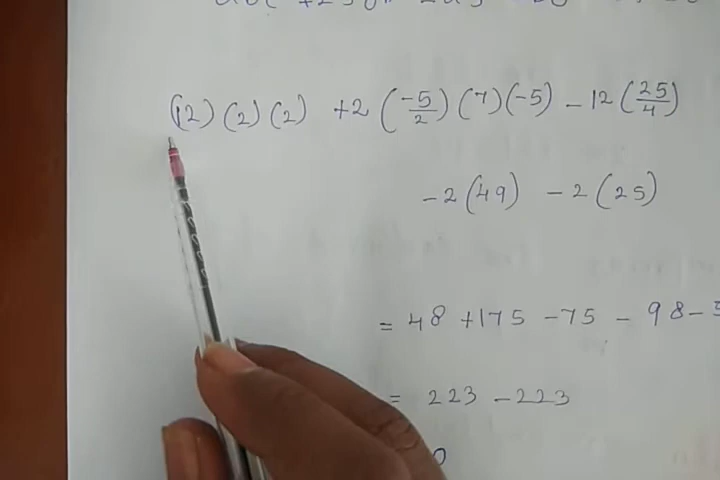 (12) (2) (2) +2 (-5/2) (7) (-5) - 12 (25/4)
-2 (49) - 2 (25)
= 48 +175 -75 - 98 -
= 223 - 223
0